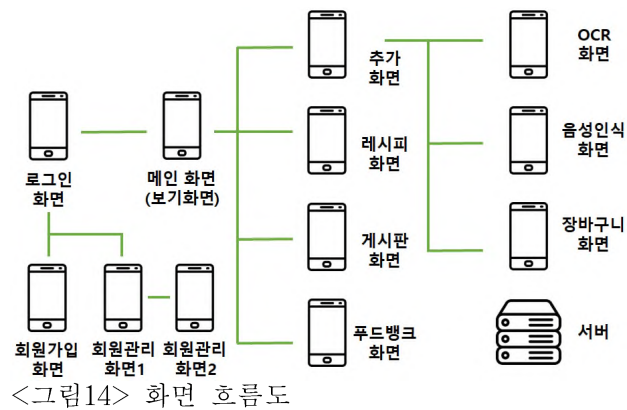 로그인
화면
메인 화면
(보기화면)
추가
화면
레시피
화면
게시판
화면
푸드뱅크
화면
OCR
화면
음성인식
화면
장바구니
화면
서버
회원가입
화면
회원관리
화면1
회원관리
화면2
<그림14> 화면 흐름도